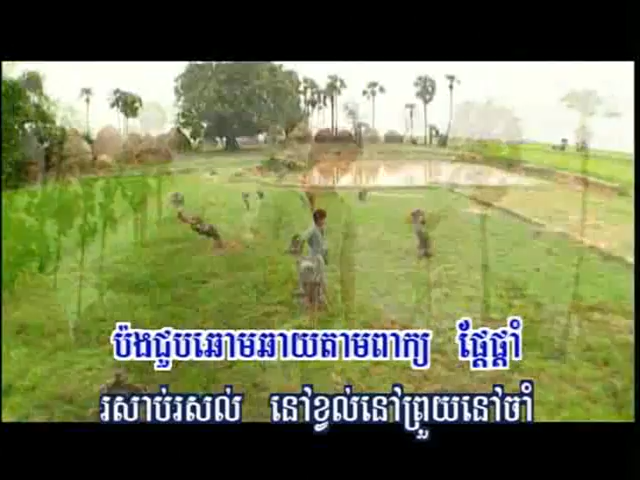 ប៉ងជួបឆោមឆាយតាមពាក្យ ផ្ដែផ្ដាំ
រសាប់រសល់ នៅខ្វល់នៅព្រួយនៅចាំ